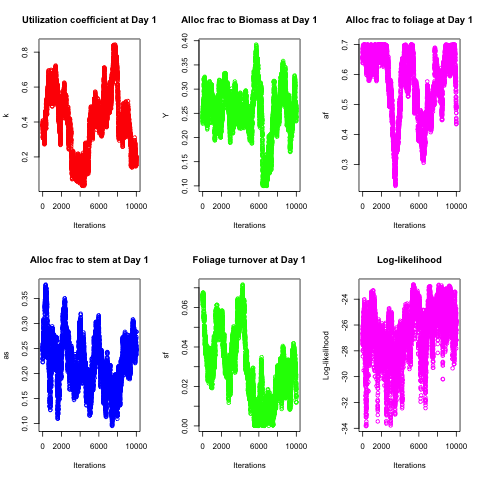 Utilization coefficient at Day 1
k
0.2 0.4 0.6 0.8
0 2000 6000 10000
Iterations
Alloc frac to Biomass at Day 1
Y
0.10 0.15 0.20 0.25 0.30 0.35 0.40
0 2000 6000 10000
Iterations
Alloc frac to foliage at Day 1
af
0.3 0.4 0.5 0.6 0.7
0 2000 6000 10000
Iterations
Alloc frac to stem at Day 1
as
0.10 0.15 0.20 0.25 0.30 0.35
0 2000 6000 10000
Iterations
Foliage turnover at Day 1
sf
0.00 0.02 0.04 0.06
0 2000 6000 10000
Iterations
Log-likelihood
Log-likelihood
-34 -32 -30 -28 -26 -24
0 2000 6000 10000
Iterations